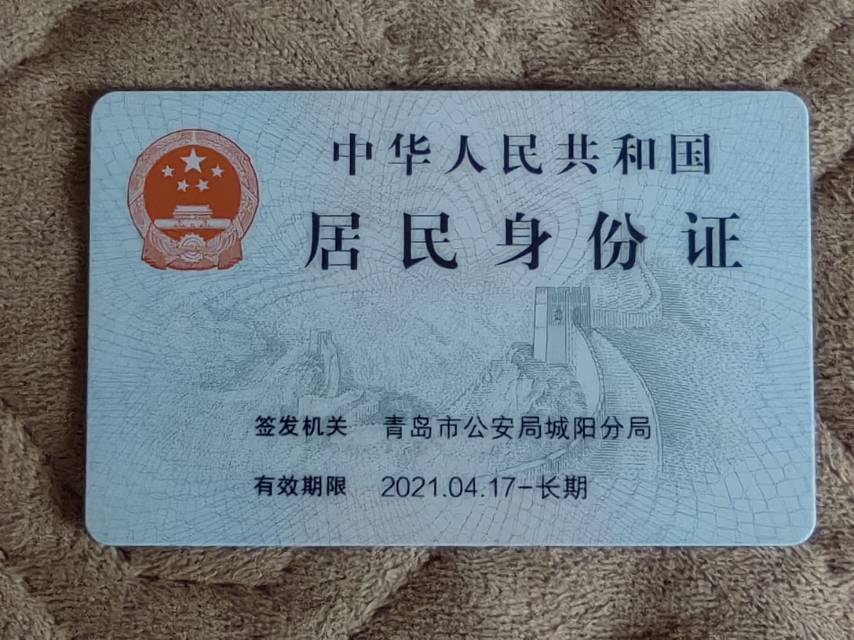 中华人民共和国
居民身份证
签发机关 青岛市公安局城阳分局
有效期限 2021.04.17-长期